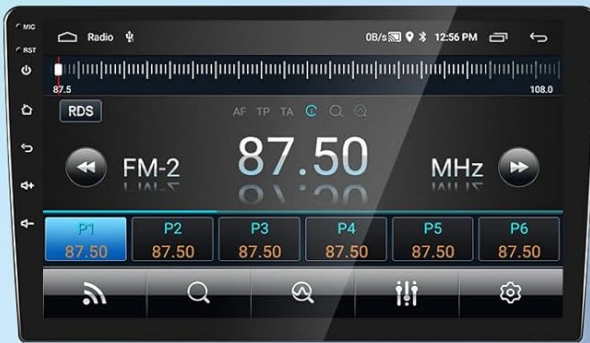 MIC
Radio
0B/s
12:56 PM
RST
87.5
108.0
RDS
AF TP TA
FM-2
87.50
MHz
P1
P2
P3
P4
P5
P6
87.50
87.50
87.50
87.50
87.50
87.50